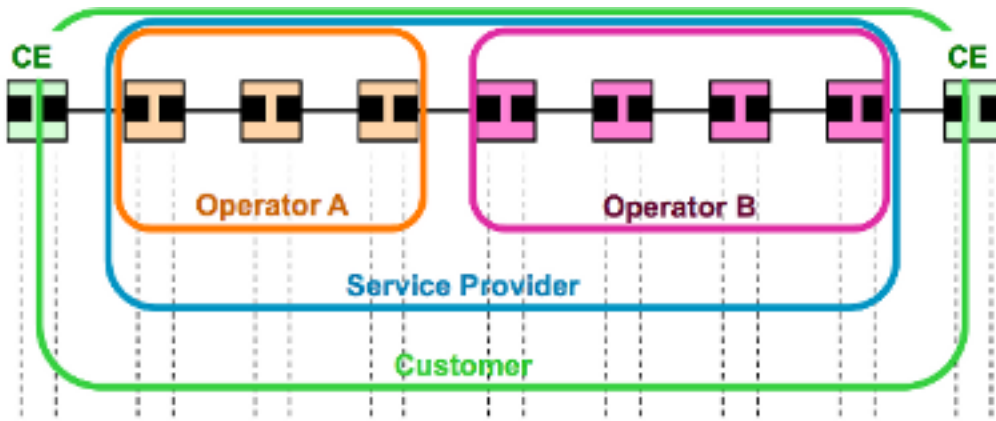 CE
CE
Operator A
Operator B
Service Provider
Customer